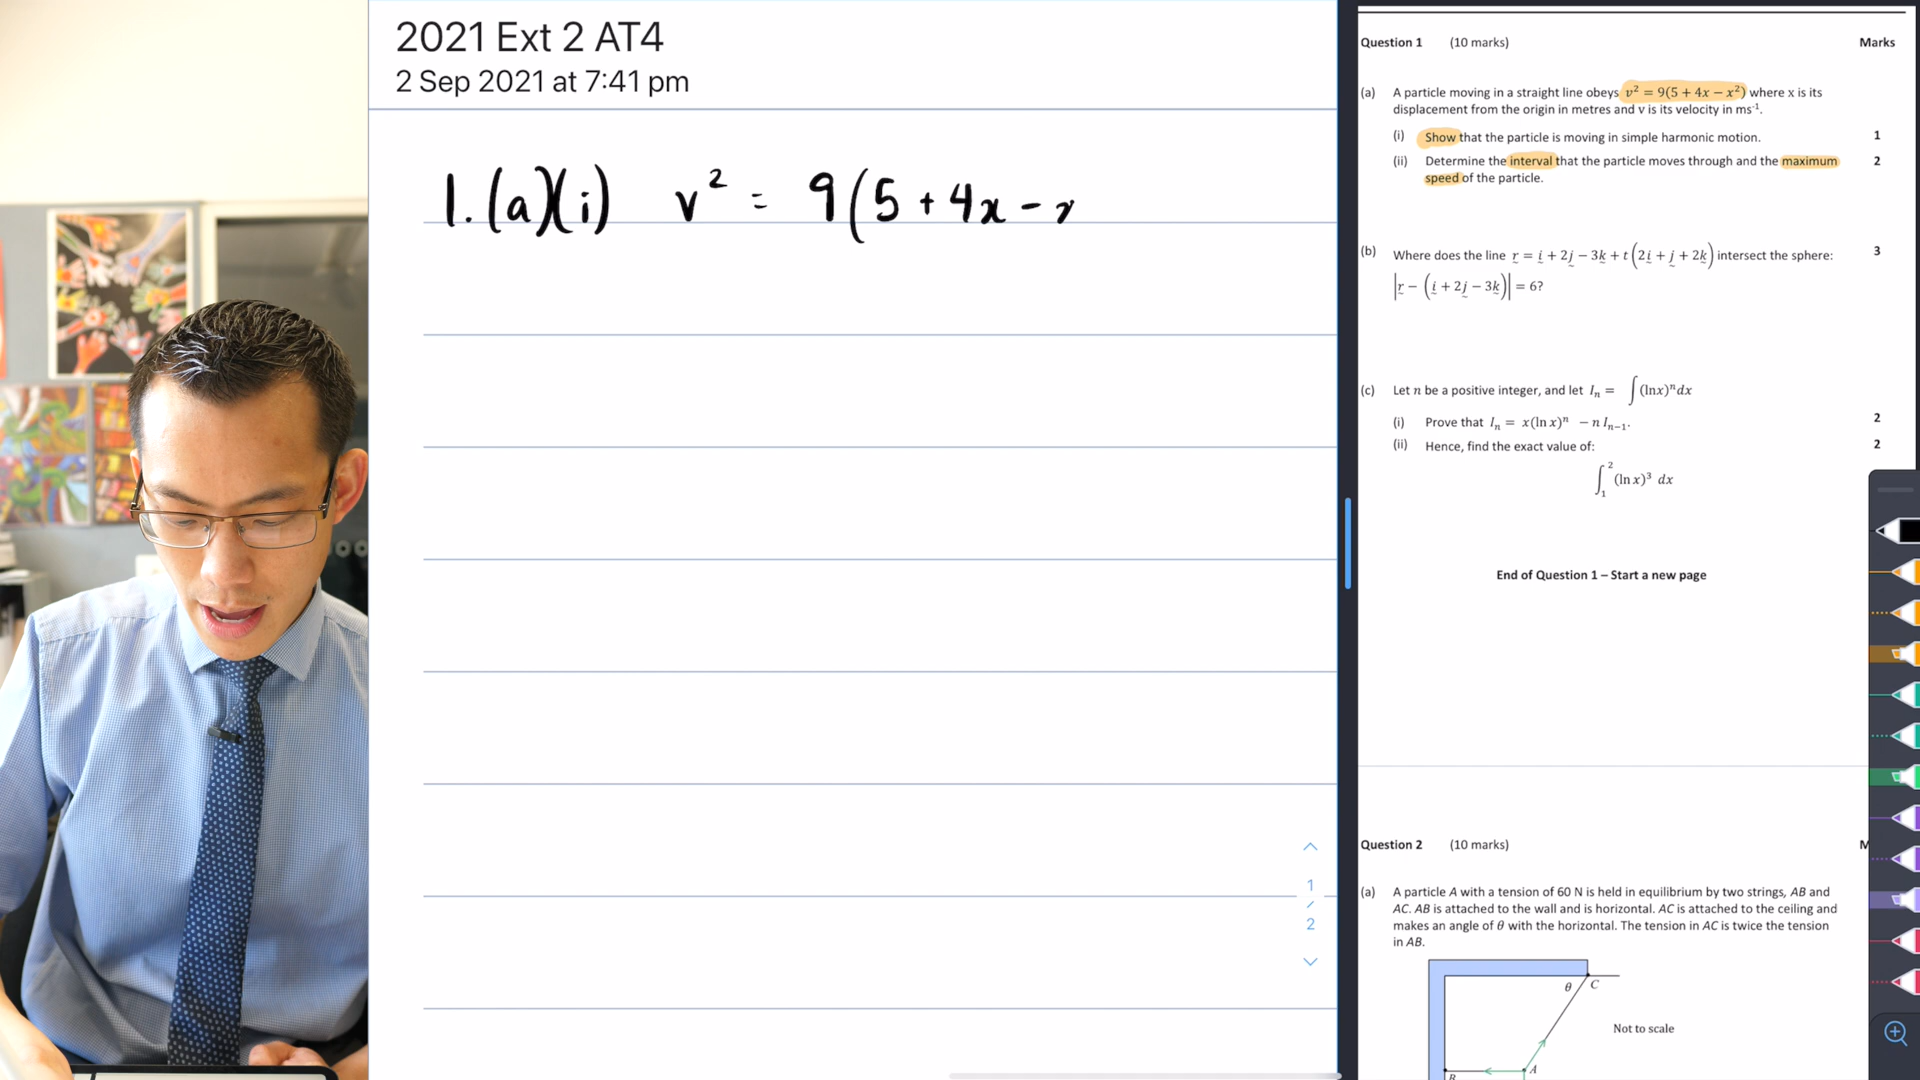 2021 Ext 2 AT4
2 Sep 2021 at 7:41 pm
1. (a)(i) v² = 9(5 + 4x − x
1
/
2
Question 1 (10 marks) Marks
(a) A particle moving in a straight line obeys v² = 9(5 + 4x − x²) where x is its
displacement from the origin in metres and v is its velocity in ms⁻¹.
(i) Show that the particle is moving in simple harmonic motion. 1
(ii) Determine the interval that the particle moves through and the maximum 2
speed of the particle.
(b) Where does the line r = i + 2j − 3k + t(2i + j + 2k) intersect the sphere: 3
|r − (i + 2j − 3k)| = 6?
(c) Let n be a positive integer, and let Iₙ = ∫(lnx)ⁿdx
(i) Prove that Iₙ = x(ln x)ⁿ − n Iₙ₋₁. 2
(ii) Hence, find the exact value of: 2
∫₁² (ln x)³ dx
End of Question 1 – Start a new page
Question 2 (10 marks) M
(a) A particle A with a tension of 60 N is held in equilibrium by two strings, AB and
AC. AB is attached to the wall and is horizontal. AC is attached to the ceiling and
makes an angle of θ with the horizontal. The tension in AC is twice the tension
in AB.
θ C
Not to scale
B A